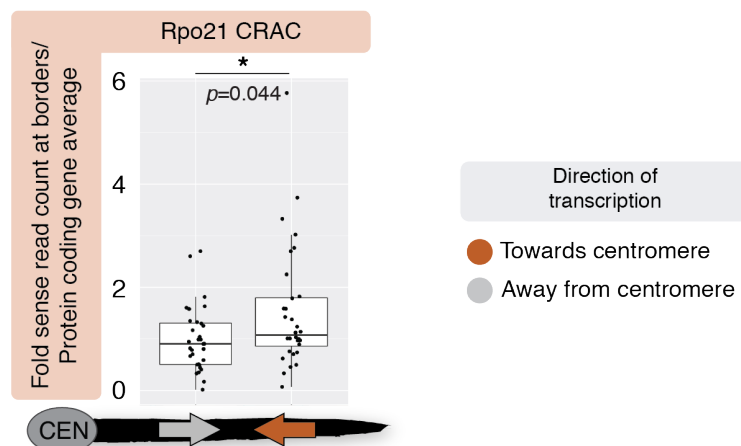 Rpo21 CRAC
Fold sense read count at borders/
Protein coding gene average
*
p=0.044
6
4
2
0
CEN
Direction of
transcription
Towards centromere
Away from centromere